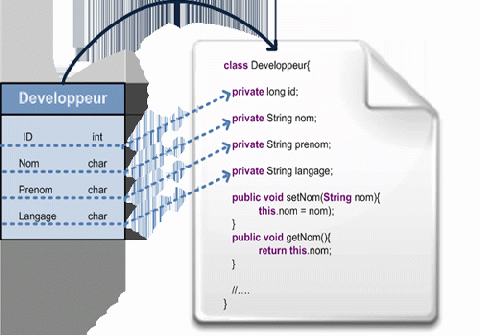 Developpeur
ID int
Nom char
Prenom char
Langage char
class Developpeur{
private long id;
private String nom;
private String prenom;
private String langage;
public void setNom(String nom){
this.nom = nom);
}
public void getNom(){
return this.nom;
}
//....
}